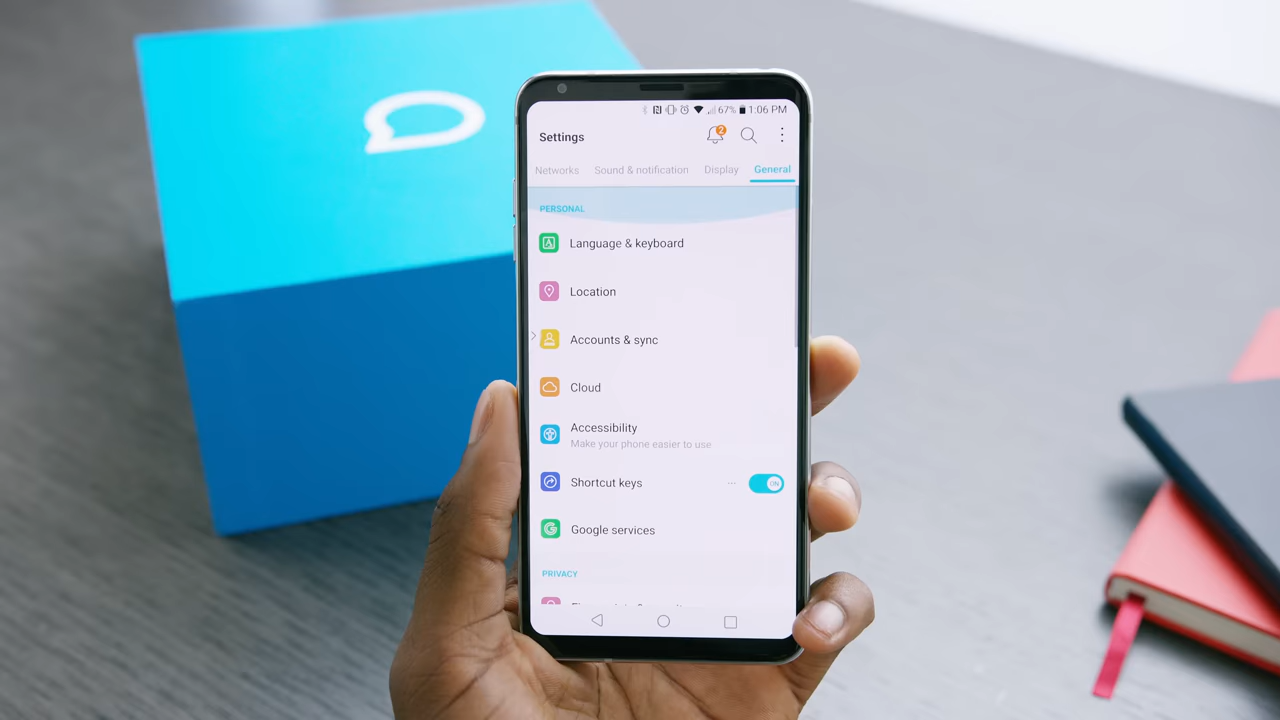 67% 1:06 PM
Settings
2
Networks Sound & notification Display General
PERSONAL
Language & keyboard
Location
Accounts & sync
Cloud
Accessibility
Make your phone easier to use
Shortcut keys ... ON
Google services
PRIVACY